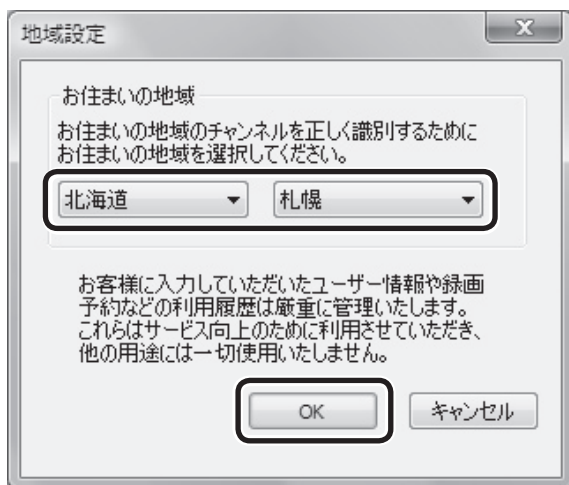 地域設定
お住まいの地域
お住まいの地域のチャンネルを正しく識別するために
お住まいの地域を選択してください。
北海道 札幌
お客様に入力していただいたユーザー情報や録画
予約などの利用履歴は厳重に管理いたします。
これらはサービス向上のために利用させていただき、
他の用途には一切使用いたしません。
OK キャンセル